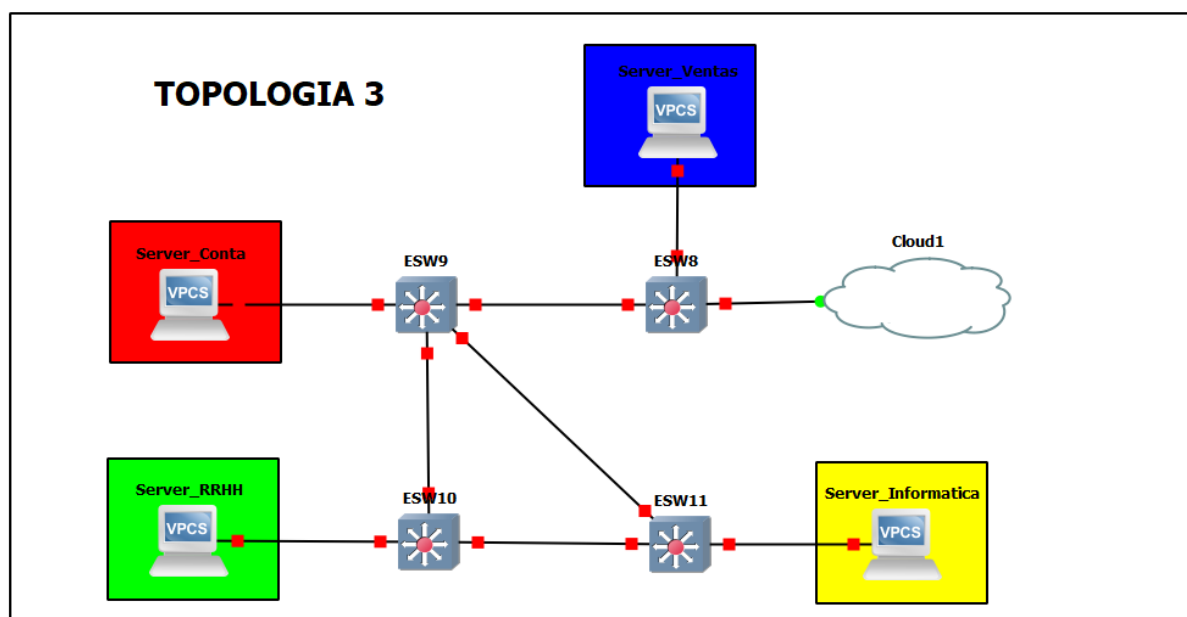 TOPOLOGIA 3
Server_Ventas
VPCS
Server_Conta
VPCS
ESW9
ESW8
Cloud1
Server_RRHH
VPCS
ESW10
ESW11
Server_Informatica
VPCS